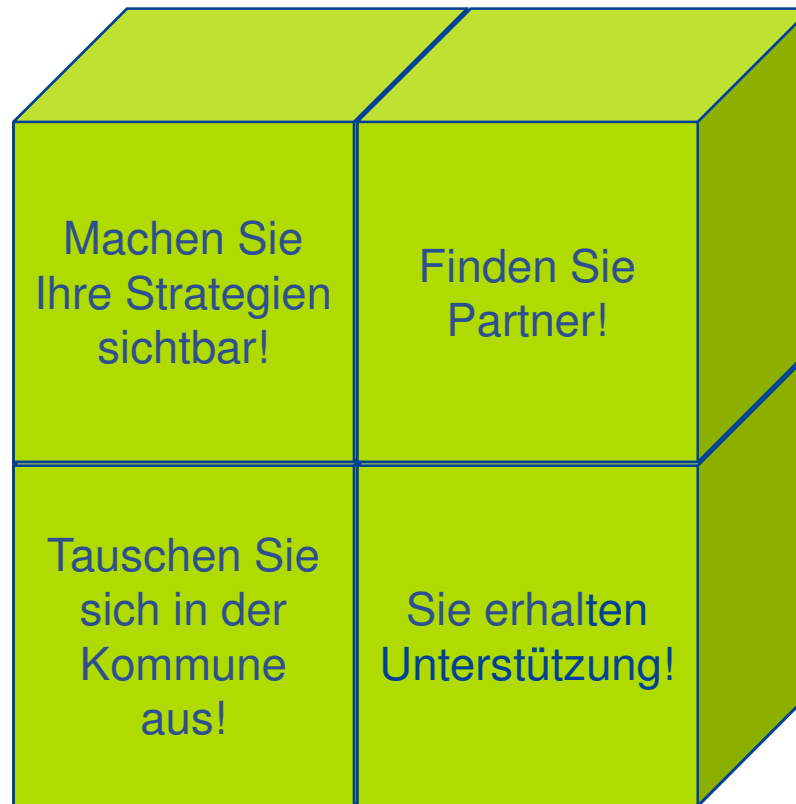 Machen Sie
Ihre Strategien
sichtbar!
Finden Sie
Partner!
Tauschen Sie
sich in der
Kommune
aus!
Sie erhalten
Unterstützung!